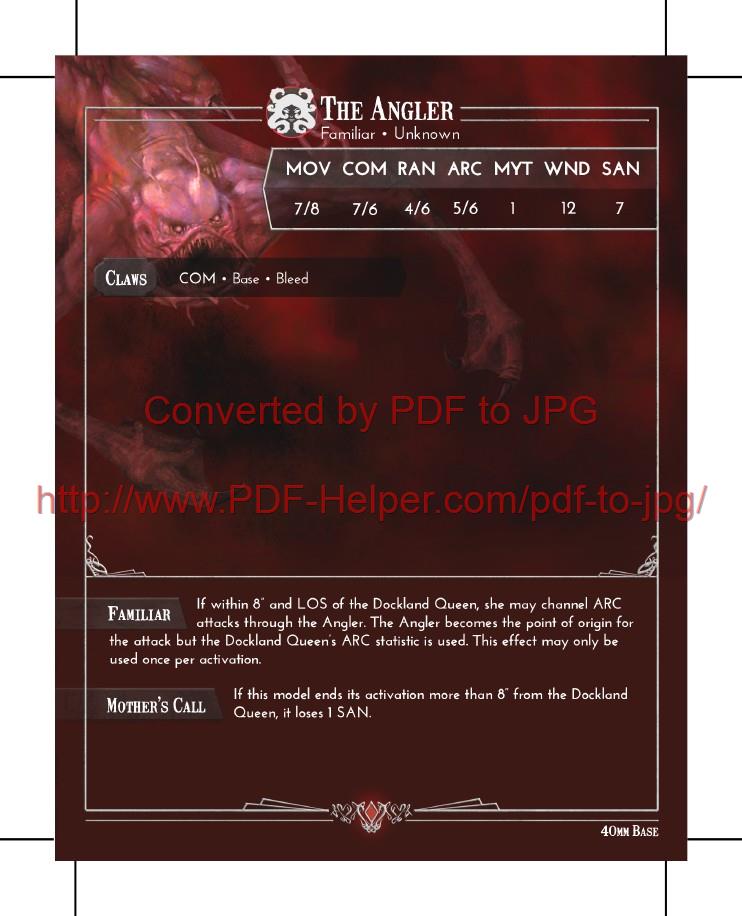 THE ANGLER
Familiar • Unknown
MOV COM RAN ARC MYT WND SAN
7/8 7/6 4/6 5/6 1 12 7
CLAWS COM • Base • Bleed
Converted by PDF to JPG
http://www.PDF-Helper.com/pdf-to-jpg/
FAMILIAR If within 8" and LOS of the Dockland Queen, she may channel ARC
attacks through the Angler. The Angler becomes the point of origin for
the attack but the Dockland Queen's ARC statistic is used. This effect may only be
used once per activation.
MOTHER'S CALL If this model ends its activation more than 8" from the Dockland
Queen, it loses 1 SAN.
40MM BASE